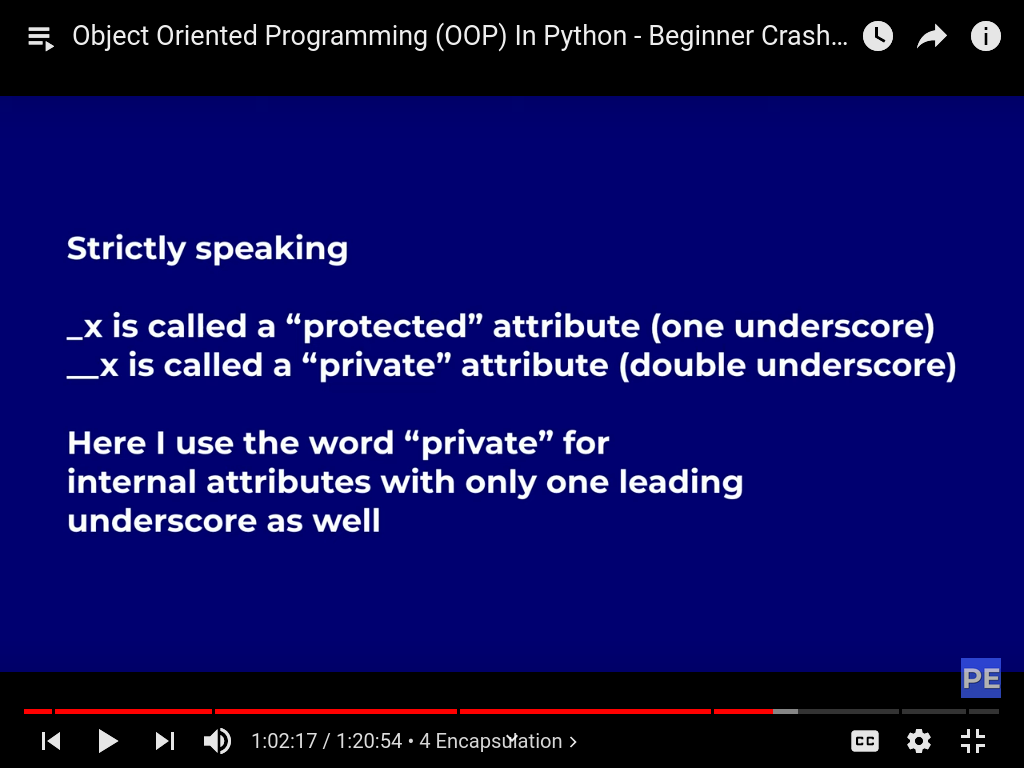 Object Oriented Programming (OOP) In Python - Beginner Crash...
Strictly speaking
_x is called a “protected” attribute (one underscore)
__x is called a “private” attribute (double underscore)
Here I use the word “private” for
internal attributes with only one leading
underscore as well
PE
1:02:17 / 1:20:54 • 4 Encapsulation >
CC